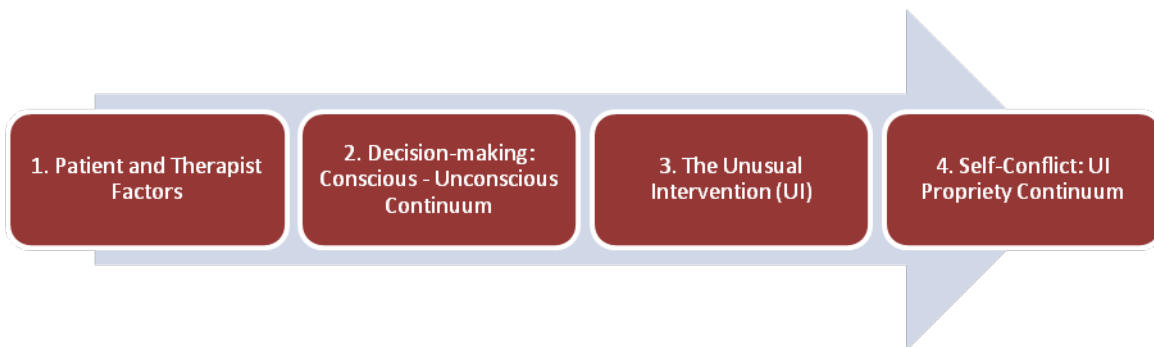 1. Patient and Therapist
Factors
2. Decision-making:
Conscious - Unconscious
Continuum
3. The Unusual
Intervention (UI)
4. Self-Conflict: UI
Propriety Continuum